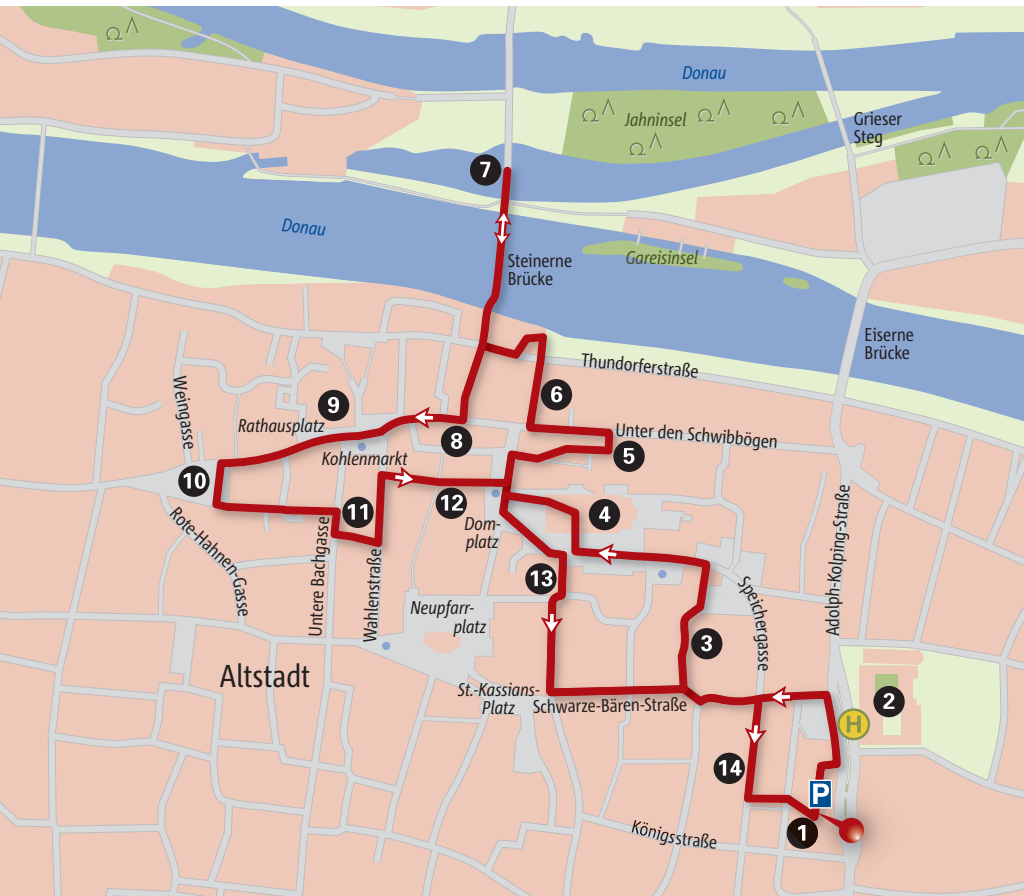 Donau
Jahninsel
Grieser
Steg
7
Donau
Steinerne
Brücke
Gareisinsel
Eiserne
Brücke
Thundorferstraße
Weingasse
6
9
Rathausplatz
8
Unter den Schwibbögen
Kohlenmarkt
5
10
11
12
4
Rote-Hahnen-Gasse
Dom-
platz
Adolph-Kolping-Straße
Untere Bachgasse
Wahlenstraße
13
Speichergasse
Neupfarr-
platz
3
Altstadt
St.-Kassians-
Platz
Schwarze-Bären-Straße
2
H
14
P
1
Königsstraße